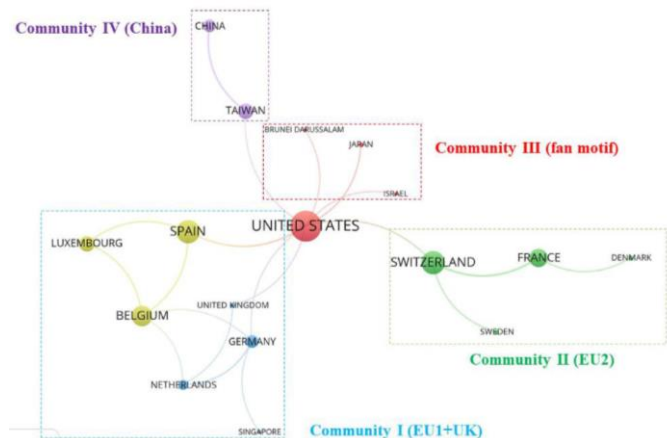 CHINA
Community IV (China)
TAIWAN
BRUNEI DARUSSALAM
JAPAN
Community III (fan motif)
ISRAEL
UNITED STATES
SPAIN
LUXEMBOURG
SWITZERLAND
FRANCE
DENMARK
UNITED KINGDOM
BELGIUM
SWEDEN
GERMANY
Community II (EU2)
NETHERLANDS
SINGAPORE
Community I (EU1+UK)